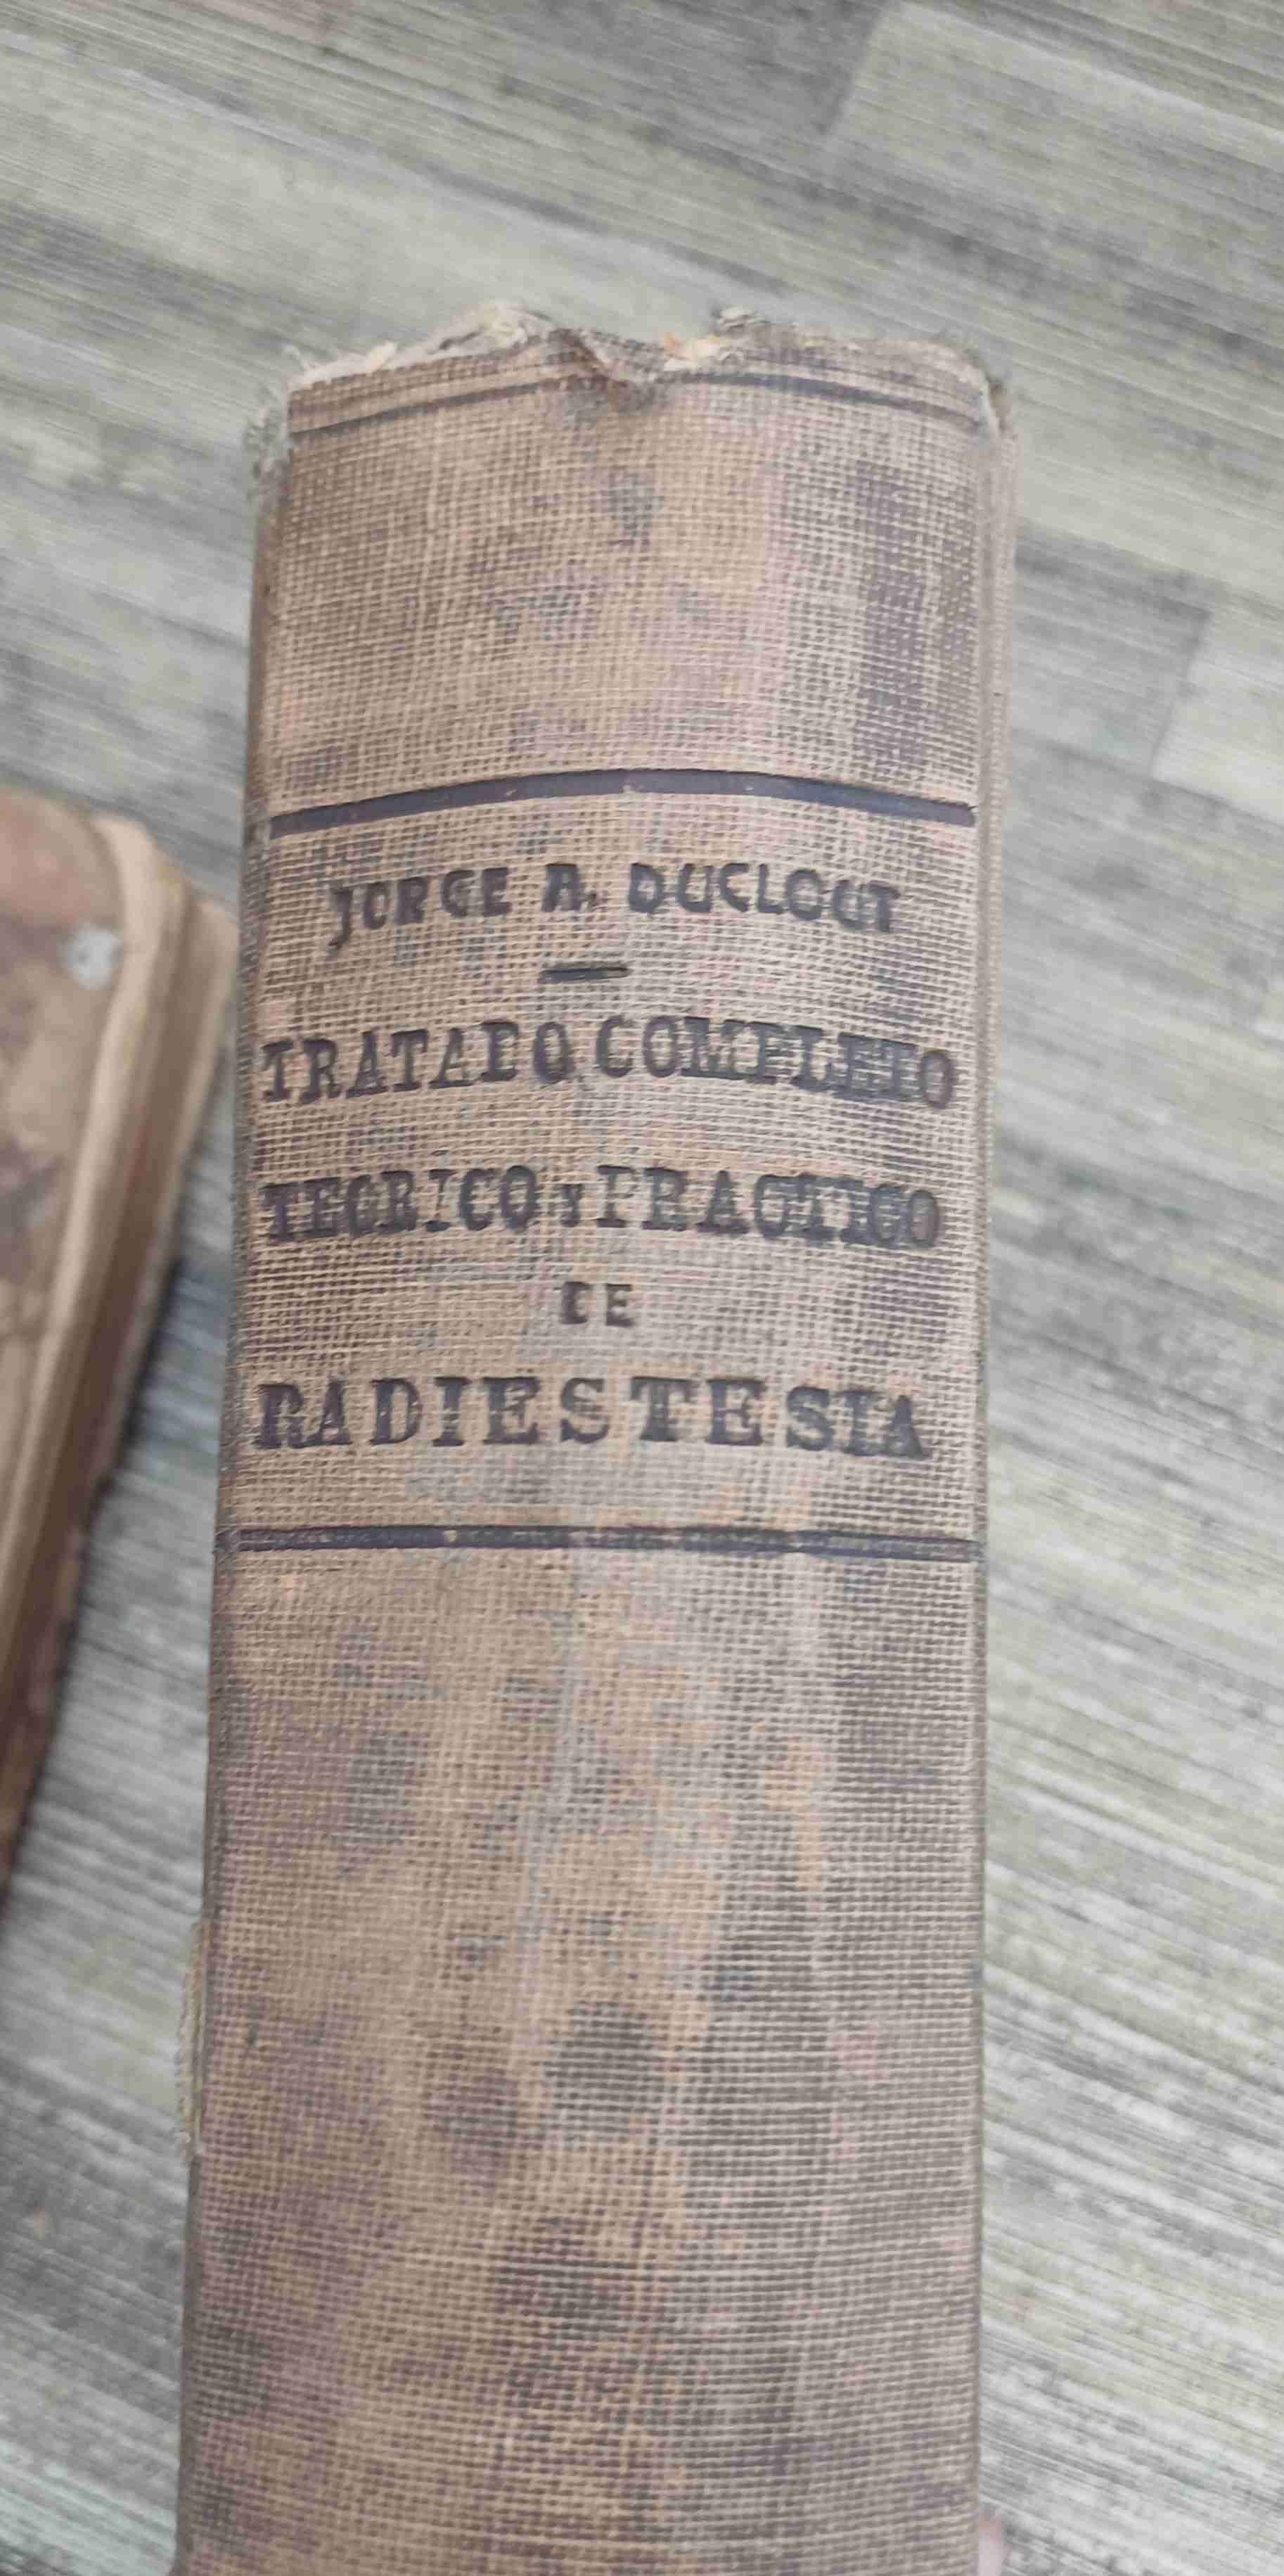 JORGE A. DUCLOUT
TRATADO COMPLETO
TEORICO Y PRACTICO
DE
RADIESTESIA